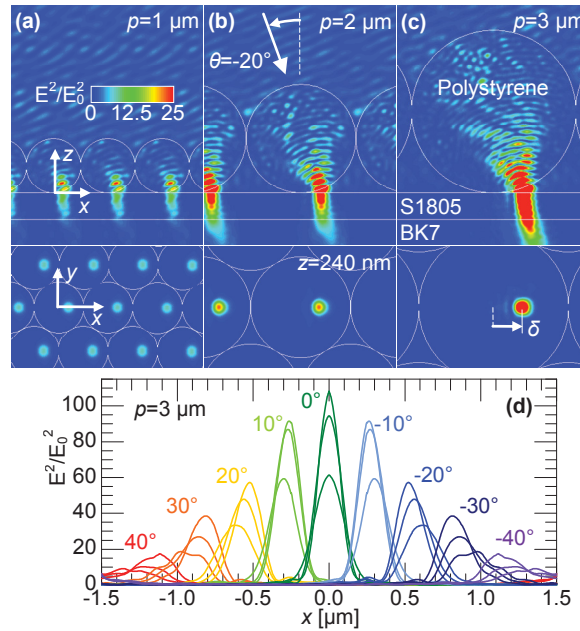 (a) p=1 µm
(b) p=2 µm
(c) p=3 µm
θ=-20°
E²/E₀²
0 12.5 25
Polystyrene
z
x
S1805
BK7
y
x
z=240 nm
δ
p=3 µm
0°
(d)
10°
-10°
20°
-20°
30°
-30°
40°
-40°
E²/E₀²
100
80
60
40
20
0
-1.5 -1.0 -0.5 0.0 0.5 1.0 1.5
x [µm]